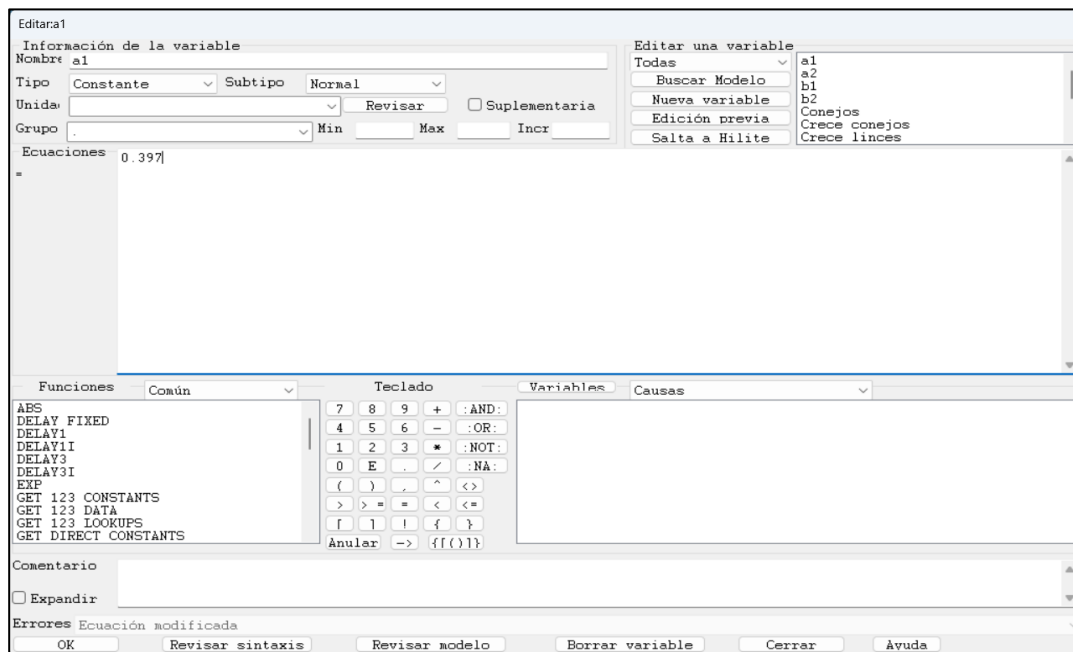 Editar:a1
Información de la variable
Nombre a1
Tipo Constante Subtipo Normal
Unida Revisar Suplementaria
Grupo . Min Max Incr
Editar una variable
Todas
Buscar Modelo
Nueva variable
Edición previa
Salta a Hilite
a1
a2
b1
b2
Conejos
Crece conejos
Crece linces
Ecuaciones
=
0.397
Funciones Común
ABS
DELAY FIXED
DELAY1
DELAY1I
DELAY3
DELAY3I
EXP
GET 123 CONSTANTS
GET 123 DATA
GET 123 LOOKUPS
GET DIRECT CONSTANTS
Teclado
7 8 9 + :AND:
4 5 6 - :OR:
1 2 3 * :NOT:
0 E . / :NA:
( ) , ^ <>
> >= = < <=
[ ] ! { }
Anular -> {[()]}
Variables Causas
Comentario
Expandir
Errores Ecuación modificada
OK Revisar sintaxis Revisar modelo Borrar variable Cerrar Ayuda